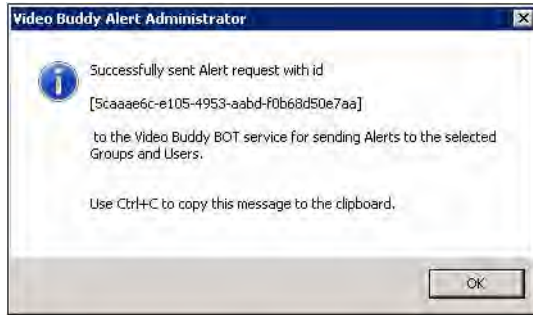 Video Buddy Alert Administrator
Successfully sent Alert request with id
[5caaae6c-e105-4953-aabd-f0b68d50e7aa]
to the Video Buddy BOT service for sending Alerts to the selected
Groups and Users.
Use Ctrl+C to copy this message to the clipboard.
OK